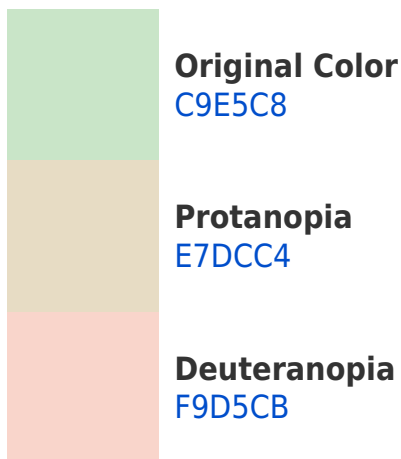 Original Color
C9E5C8
Protanopia
E7DCC4
Deuteranopia
F9D5CB